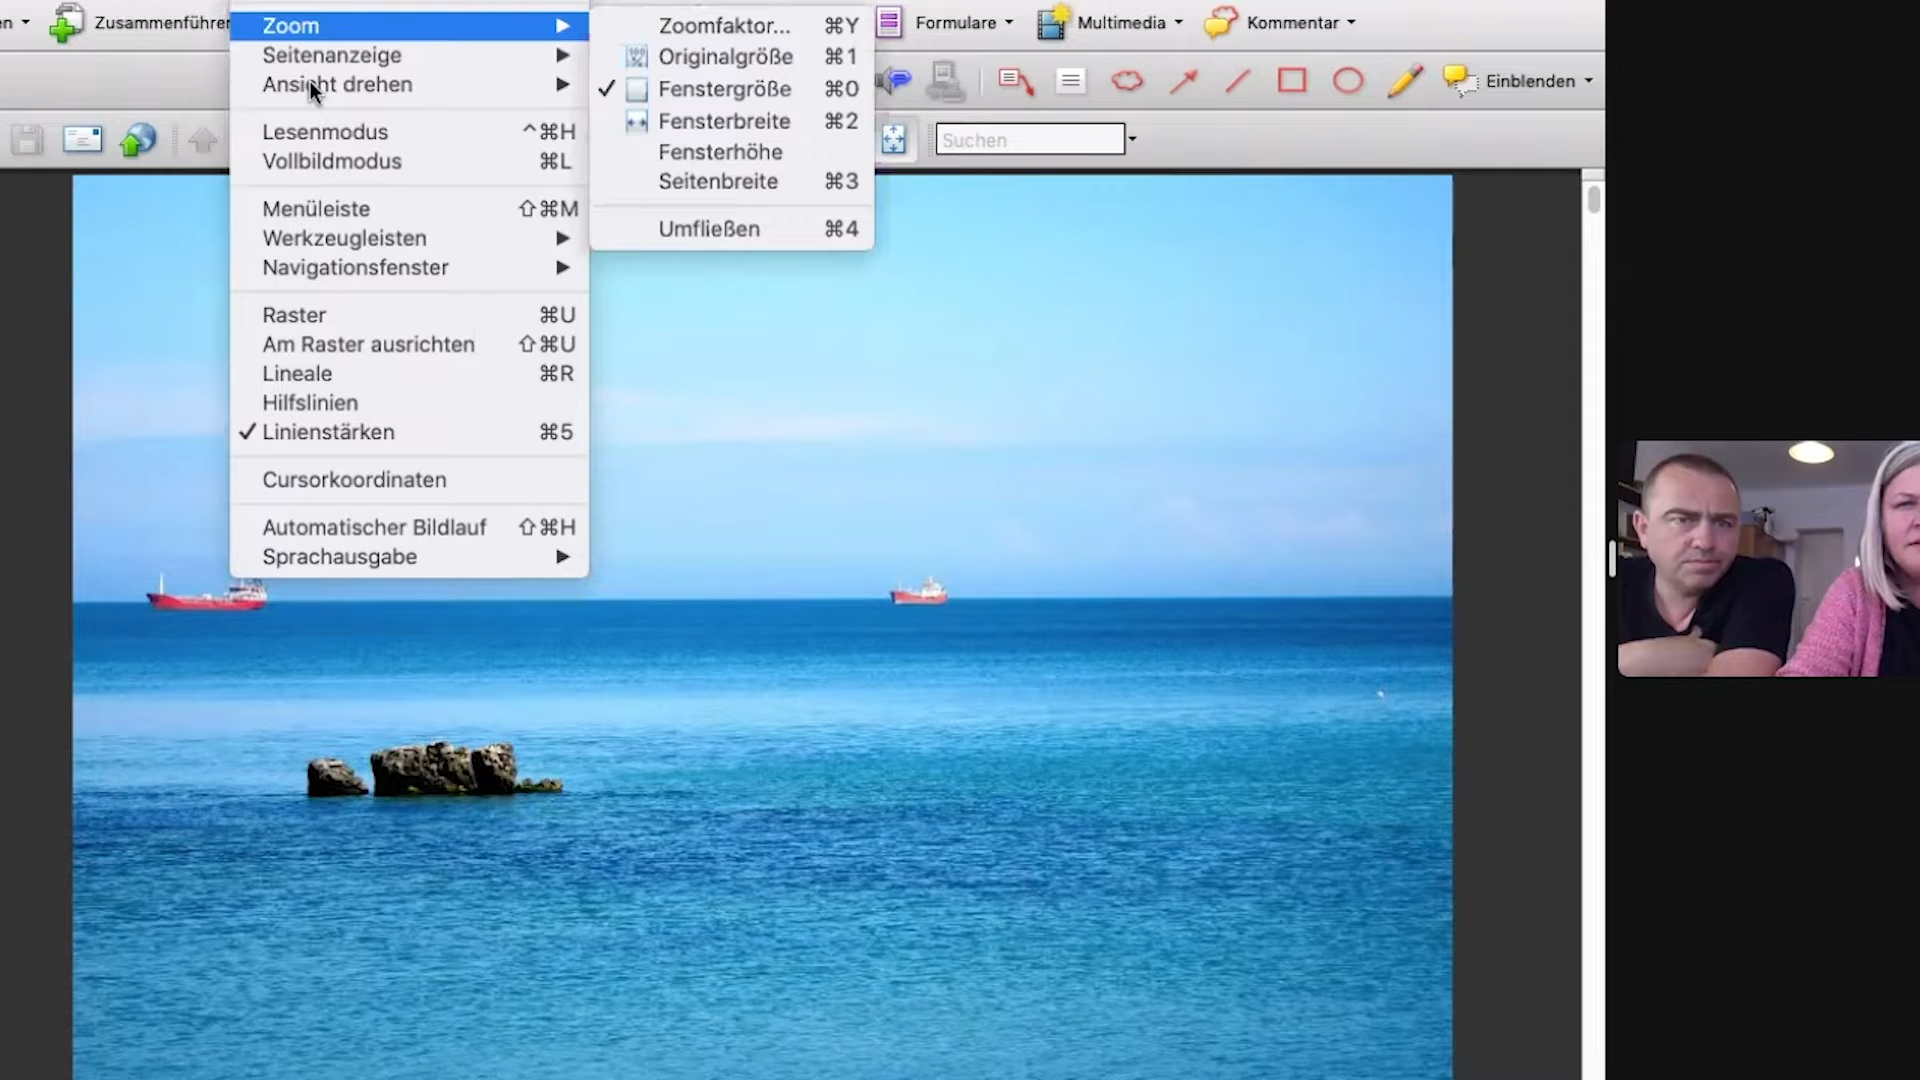 Zusammenführen
Formulare
Multimedia
Kommentar
Einblenden
Suchen
Zoom
Seitenanzeige
Ansicht drehen
Lesenmodus ^⌘H
Vollbildmodus ⌘L
Menüleiste ⇧⌘M
Werkzeugleisten
Navigationsfenster
Raster ⌘U
Am Raster ausrichten ⇧⌘U
Lineale ⌘R
Hilfslinien
Linienstärken ⌘5
Cursorkoordinaten
Automatischer Bildlauf ⇧⌘H
Sprachausgabe
Zoomfaktor... ⌘Y
Originalgröße ⌘1
Fenstergröße ⌘0
Fensterbreite ⌘2
Fensterhöhe
Seitenbreite ⌘3
Umfließen ⌘4